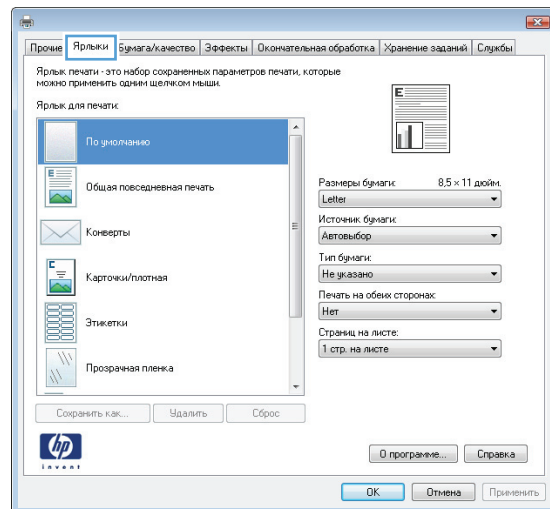 Прочие Ярлыки Бумага/качество Эффекты Окончательная обработка Хранение заданий Службы
Ярлык печати - это набор сохраненных параметров печати, которые
можно применить одним щелчком мыши.
Ярлык для печати:
По умолчанию
Общая повседневная печать
Конверты
Карточки/плотная
Этикетки
Прозрачная пленка
Сохранить как... Удалить Сброс
E
Размеры бумаги: 8,5 × 11 дюйм.
Letter
Источник бумаги:
Автовыбор
Тип бумаги:
Не указано
Печать на обеих сторонах:
Нет
Страниц на листе:
1 стр. на листе
hp
invent
О программе... Справка
OK Отмена Применить